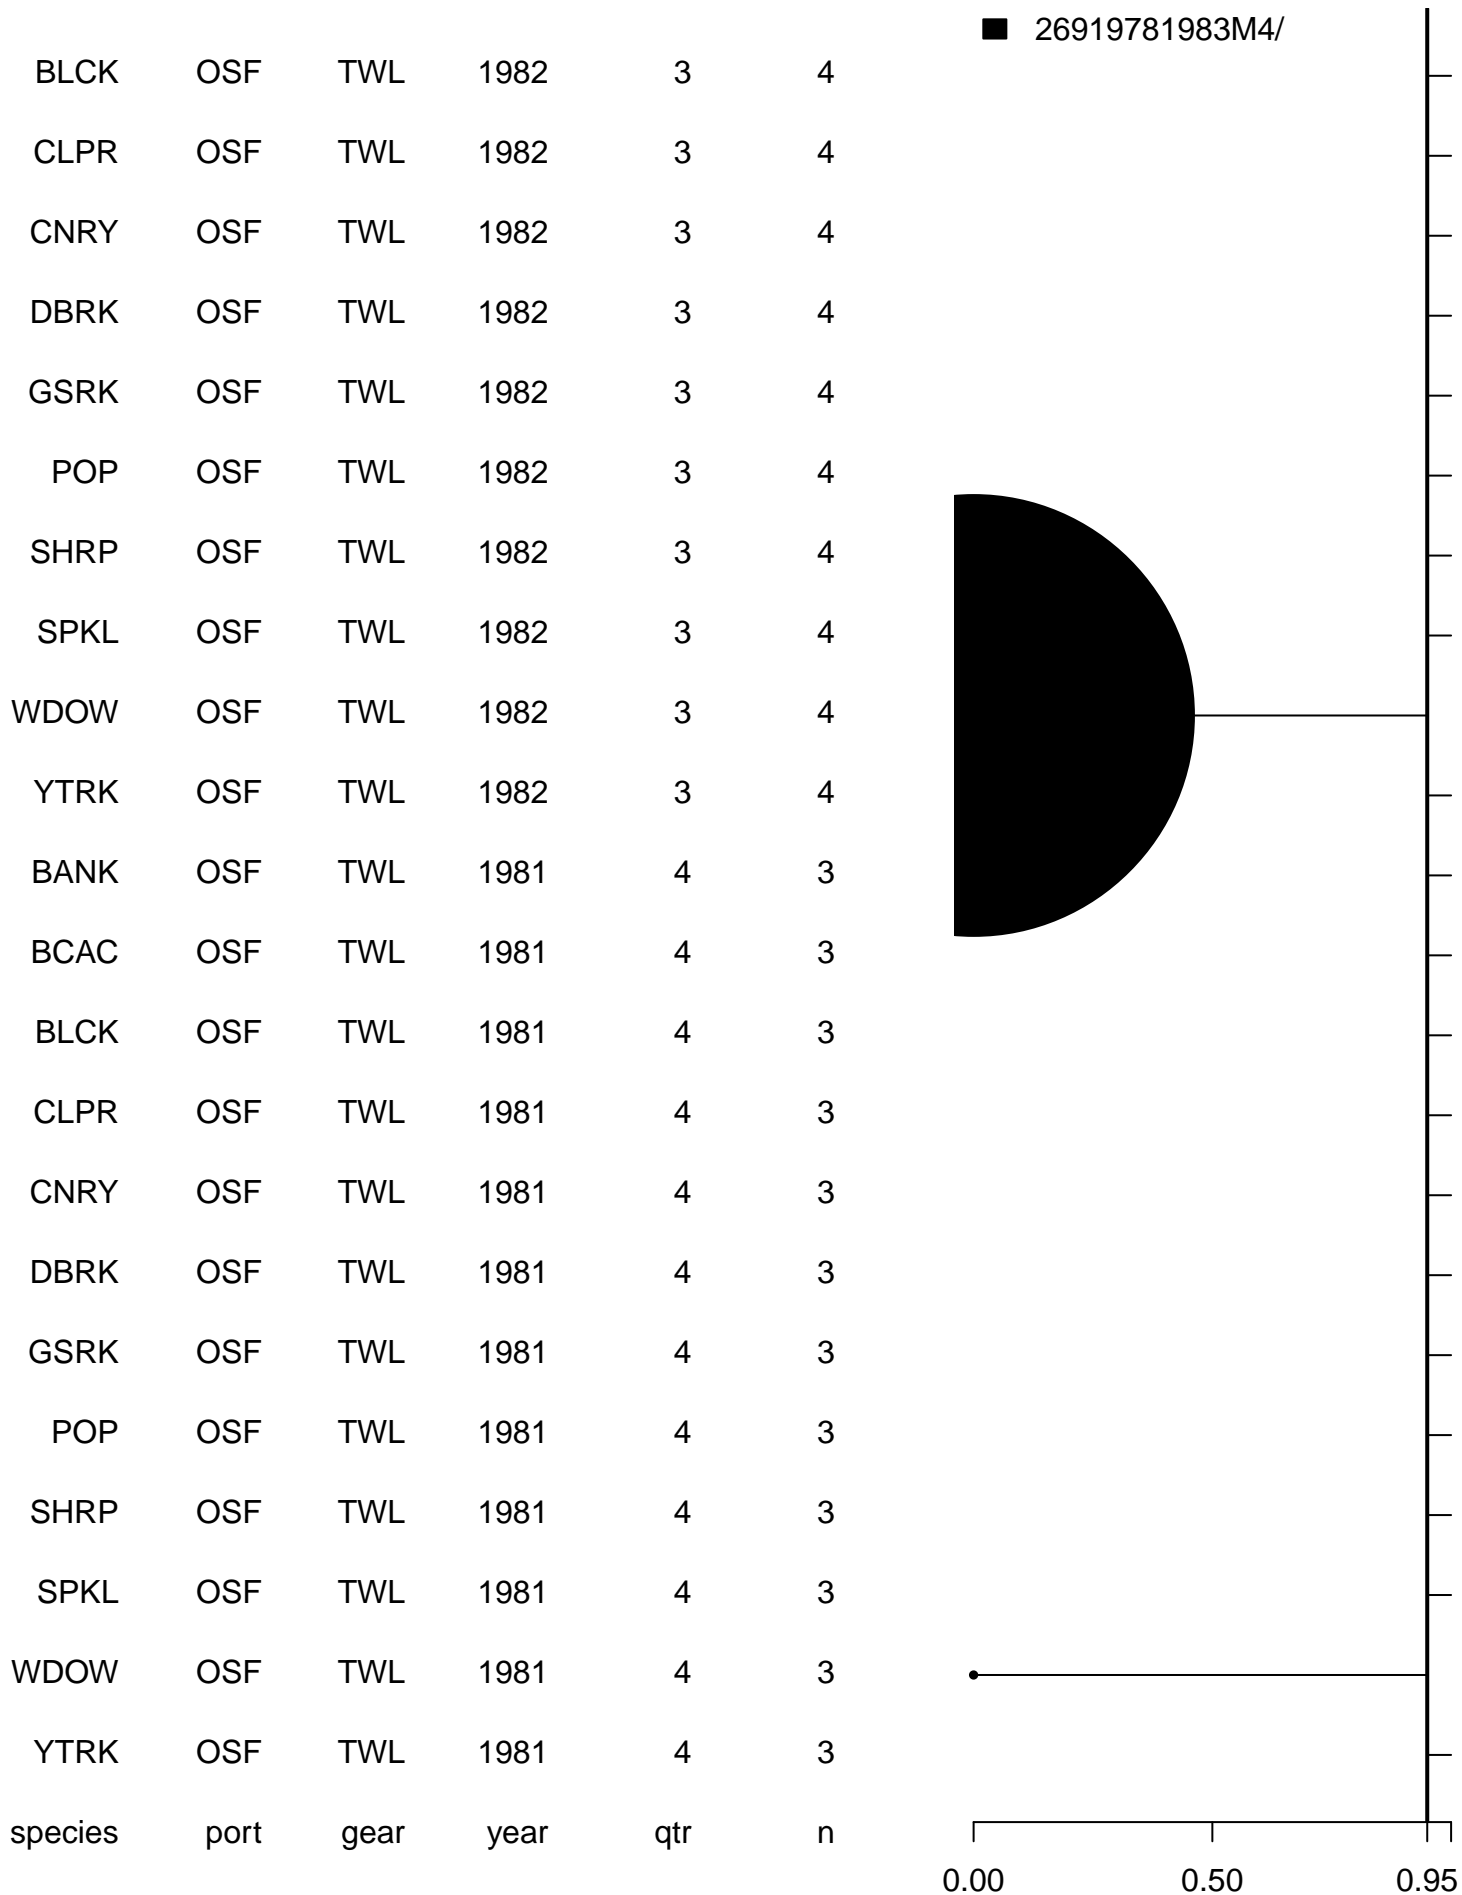 26919781983M4/
BLCK OSF TWL 1982 3 4
CLPR OSF TWL 1982 3 4
CNRY OSF TWL 1982 3 4
DBRK OSF TWL 1982 3 4
GSRK OSF TWL 1982 3 4
POP OSF TWL 1982 3 4
SHRP OSF TWL 1982 3 4
SPKL OSF TWL 1982 3 4
WDOW OSF TWL 1982 3 4
YTRK OSF TWL 1982 3 4
BANK OSF TWL 1981 4 3
BCAC OSF TWL 1981 4 3
BLCK OSF TWL 1981 4 3
CLPR OSF TWL 1981 4 3
CNRY OSF TWL 1981 4 3
DBRK OSF TWL 1981 4 3
GSRK OSF TWL 1981 4 3
POP OSF TWL 1981 4 3
SHRP OSF TWL 1981 4 3
SPKL OSF TWL 1981 4 3
WDOW OSF TWL 1981 4 3
YTRK OSF TWL 1981 4 3
species port gear year qtr n
0.00 0.50 0.95